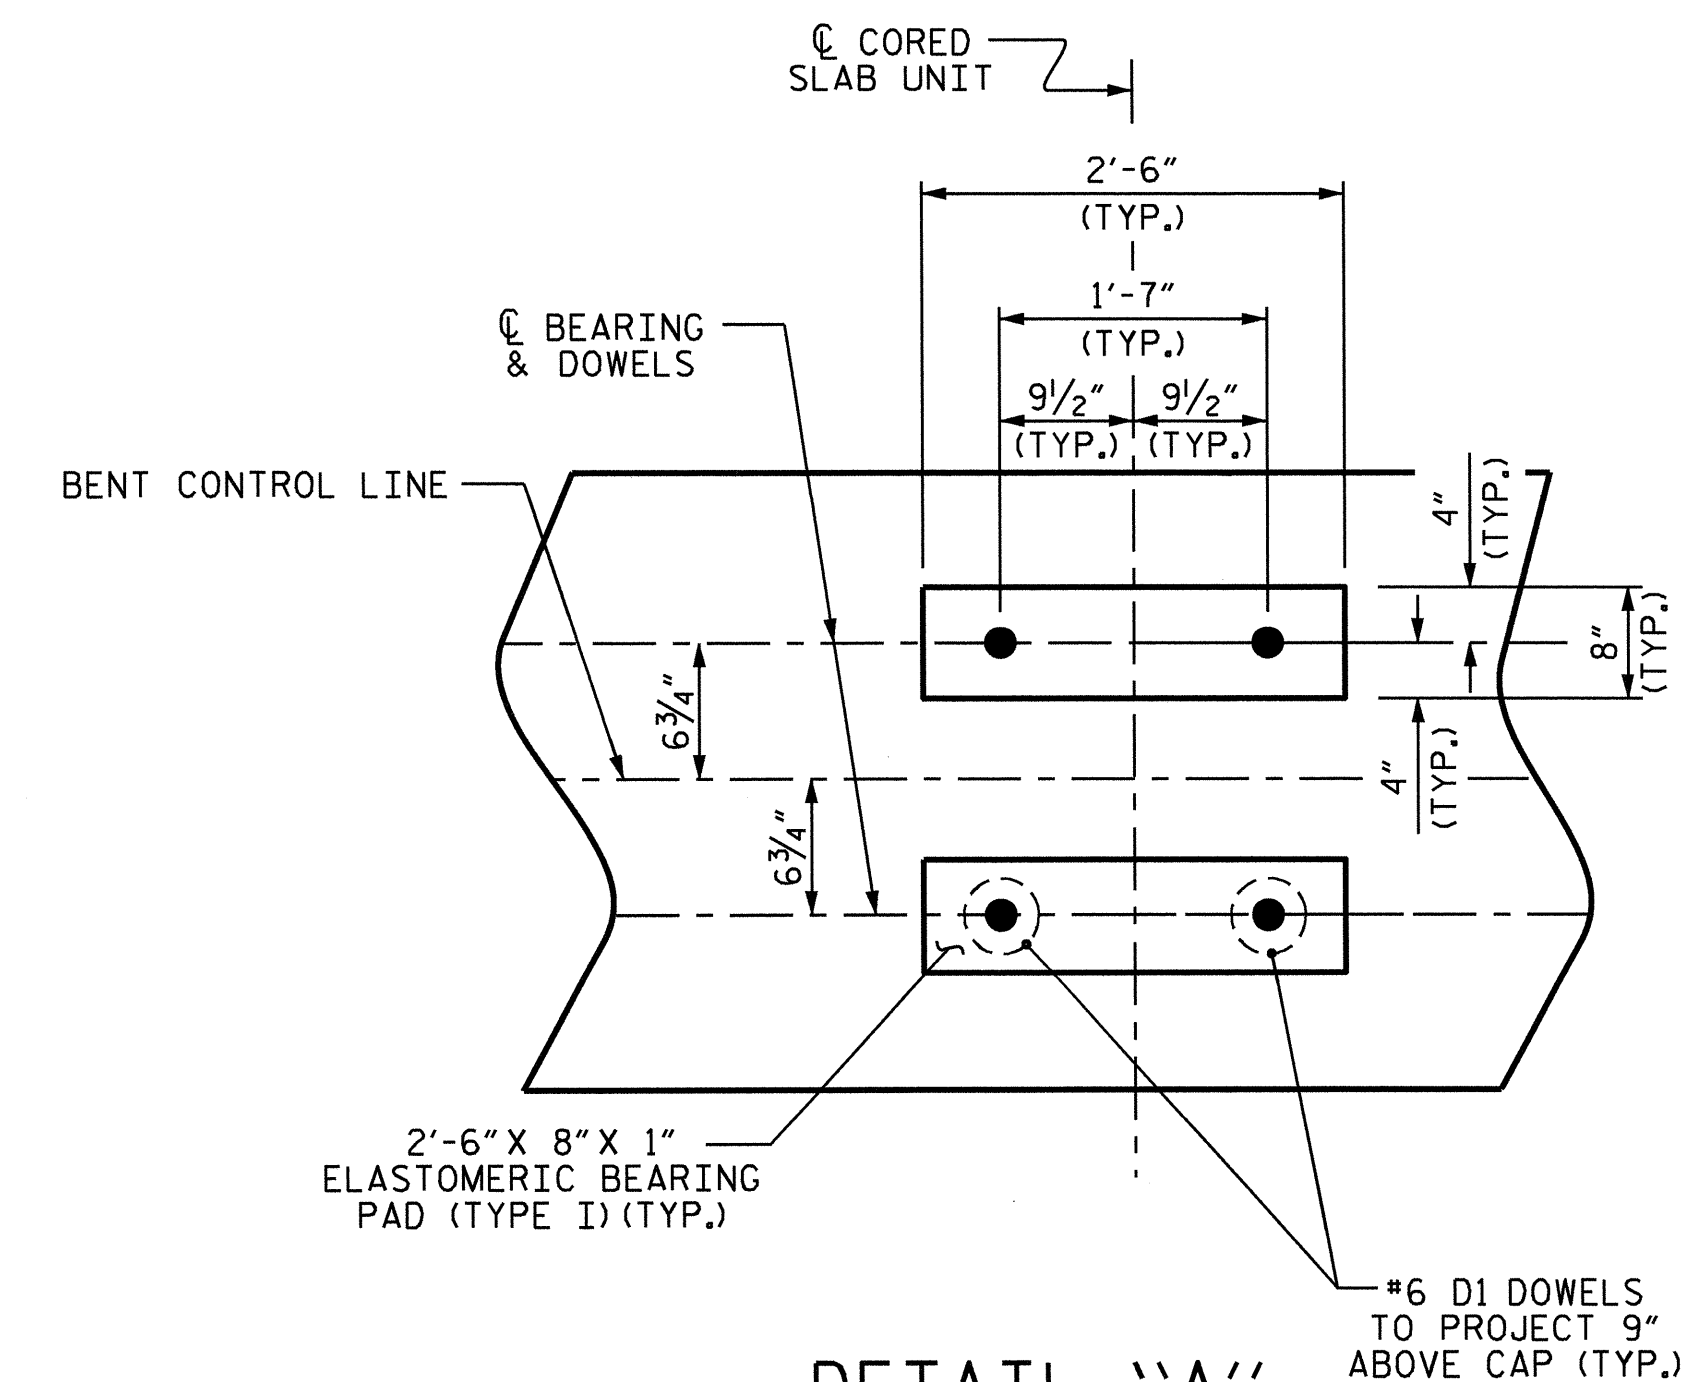 ℄ CORED
SLAB UNIT
2'-6"
(TYP.)
1'-7"
(TYP.)
℄ BEARING
& DOWELS
9½" 9½"
(TYP.) (TYP.)
BENT CONTROL LINE
4"
(TYP.)
8"
(TYP.)
6¾"
4"
(TYP.)
6¾"
2'-6" X 8" X 1"
ELASTOMERIC BEARING
PAD (TYPE I) (TYP.)
#6 D1 DOWELS
TO PROJECT 9"
ABOVE CAP (TYP.)
DETAIL